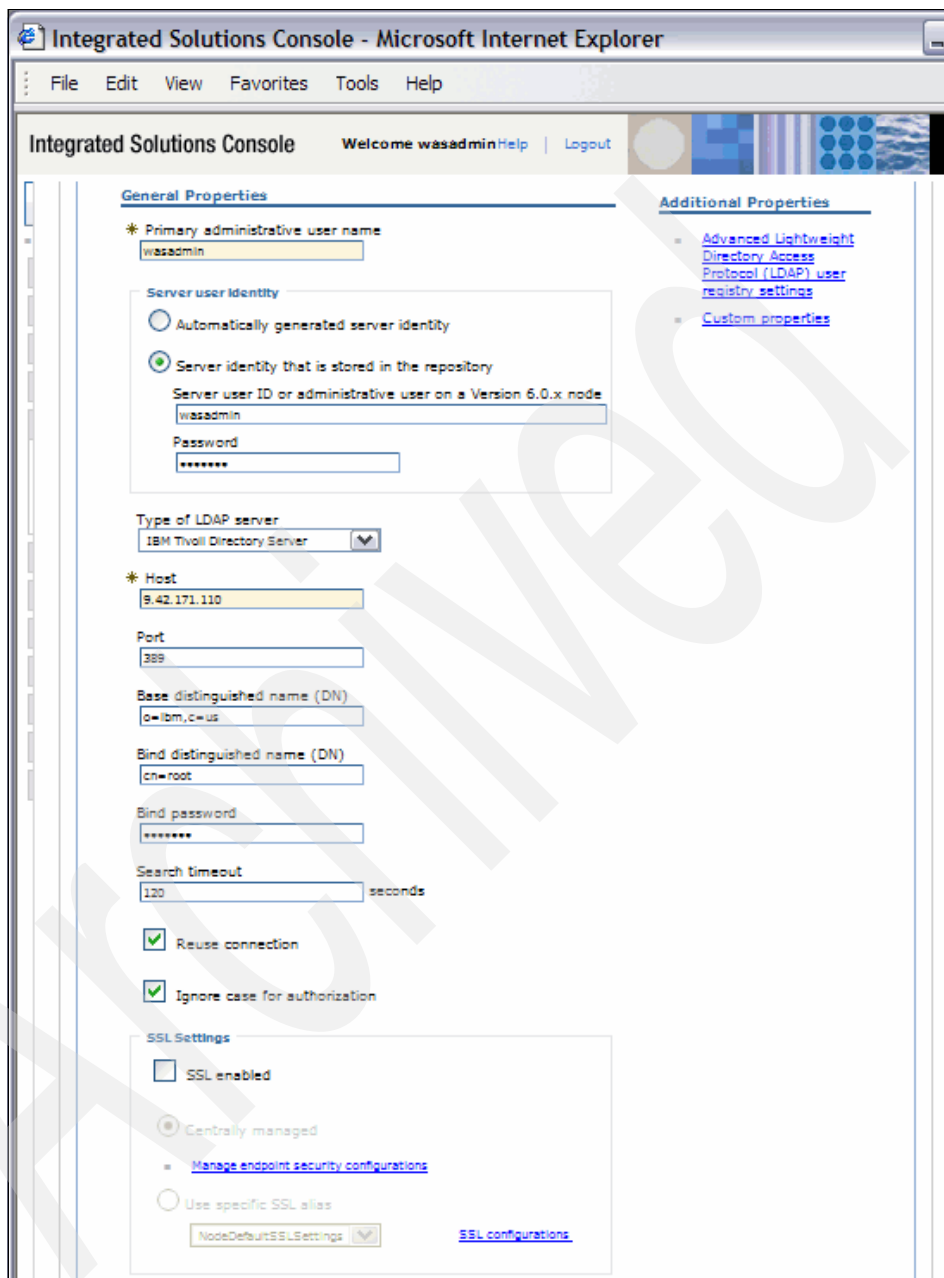 Integrated Solutions Console - Microsoft Internet Explorer
File Edit View Favorites Tools Help
Integrated Solutions Console Welcome wasadmin Help | Logout
General Properties
* Primary administrative user name
wasadmin
Server user identity
Automatically generated server identity
Server identity that is stored in the repository
Server user ID or administrative user on a Version 6.0.x node
wasadmin
Password
•••••••
Type of LDAP server
IBM Tivoli Directory Server
* Host
9.42.171.110
Port
389
Base distinguished name (DN)
o=ibm,c=us
Bind distinguished name (DN)
cn=root
Bind password
•••••••
Search timeout
120 seconds
Reuse connection
Ignore case for authorization
SSL Settings
SSL enabled
Centrally managed
Manage endpoint security configurations
Use specific SSL alias
NodeDefaultSSLSettings SSL configurations
Additional Properties
Advanced Lightweight
Directory Access
Protocol (LDAP) user
registry settings
Custom properties
Archived